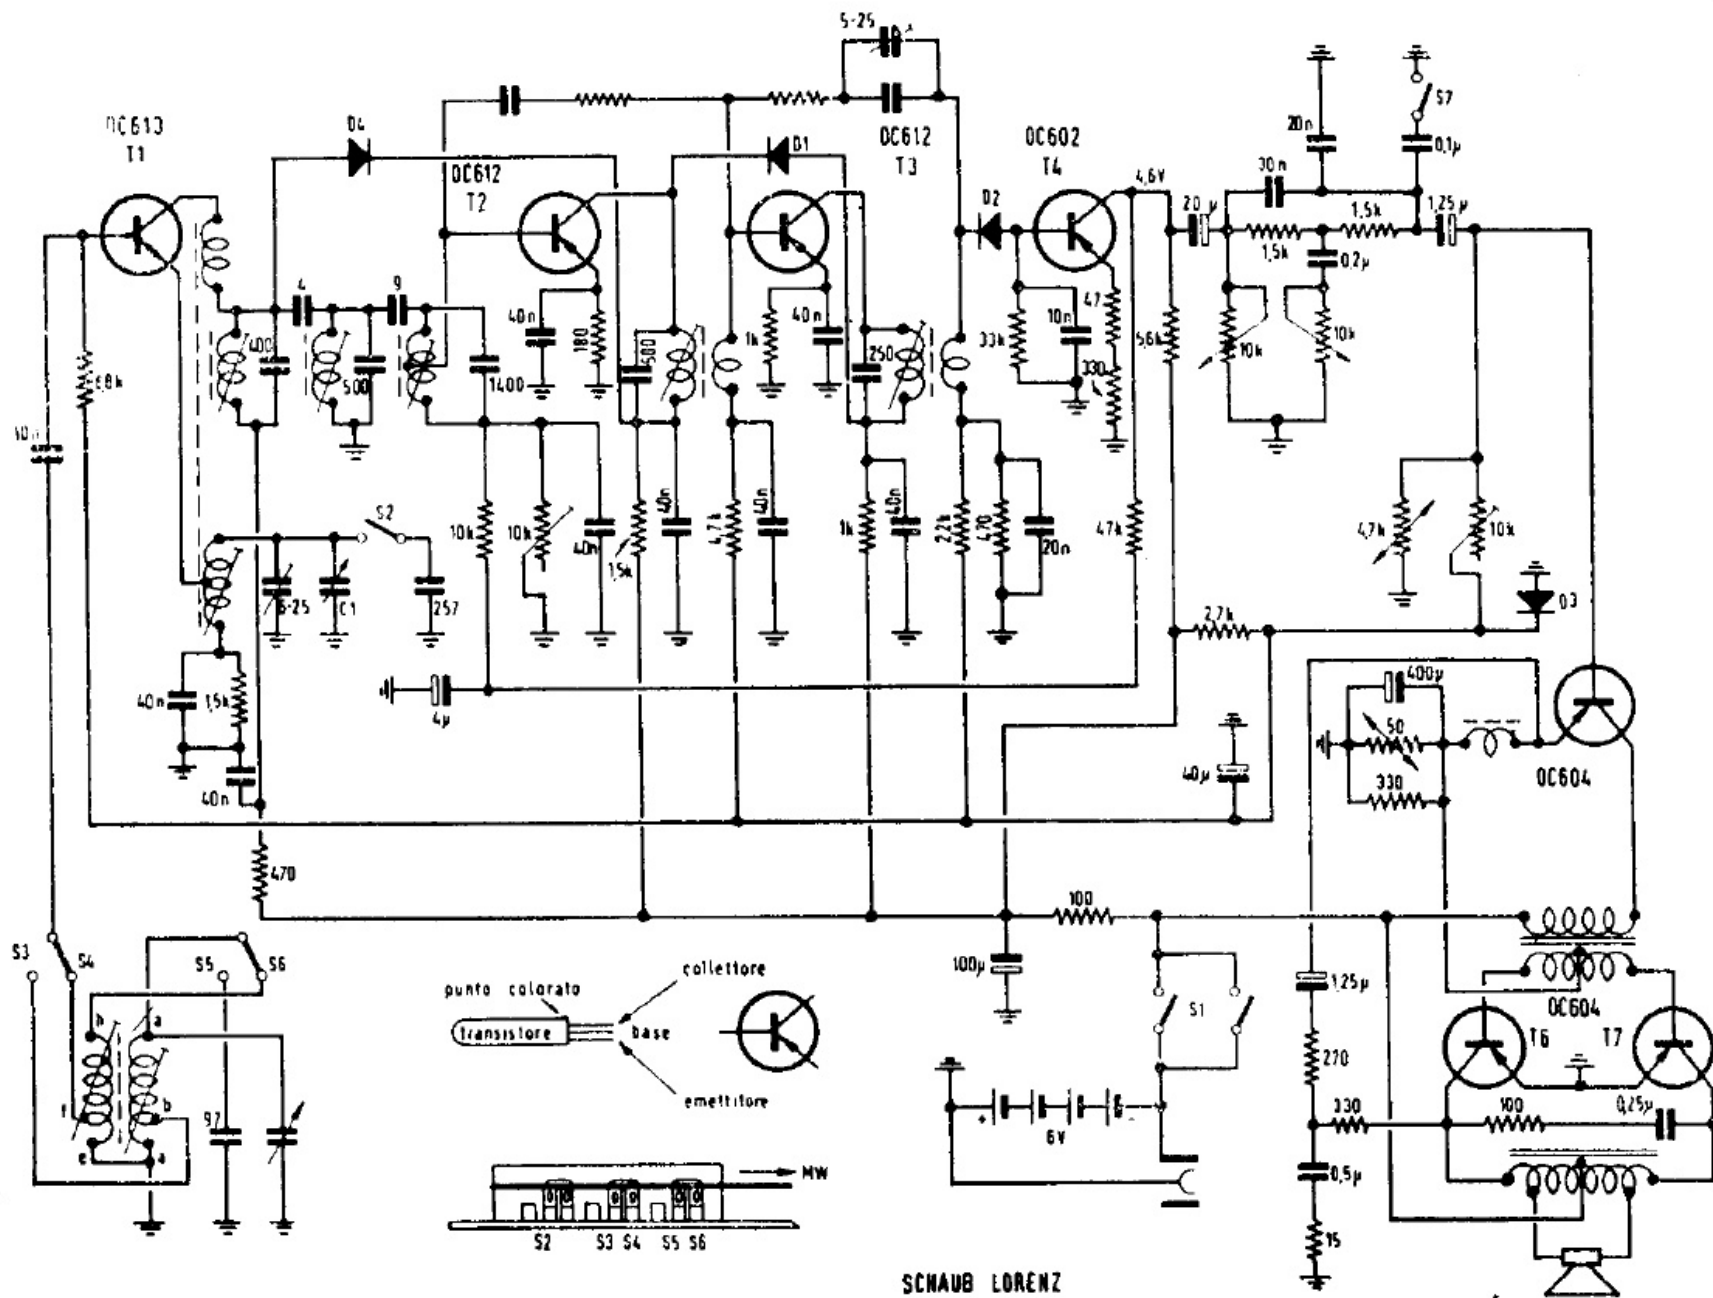 5-25
OC613
T1
D4
OC612
T2
D1
OC612
T3
OC602
T4
D2
4,6V
20 µ
20n
30n
S7
0,1µ
1,5k
1,5k
1,25µ
0,2µ
4
9
400
500
1400
6,8k
10n
40n
180
500
1k
40n
250
33k
10n
47
330
5,6k
10k
10k
S2
5-25
C1
257
10k
10k
40n
1,5k
40n
4,7k
40n
1k
40n
2,2k
470
20n
47k
4,7k
10k
D3
2,7k
40n
1,5k
40n
4µ
40µ
400µ
50
330
OC604
470
100
100µ
S1
6V
+
1,25µ
OC604
T6
T7
270
330
100
0,25µ
0,5µ
15
S3
S4
S5
S6
h
a
f
b
e
97
punto colorato
collettore
transistore
base
emettitore
MW
S2
S3
S4
S5
S6
SCHAUB LORENZ